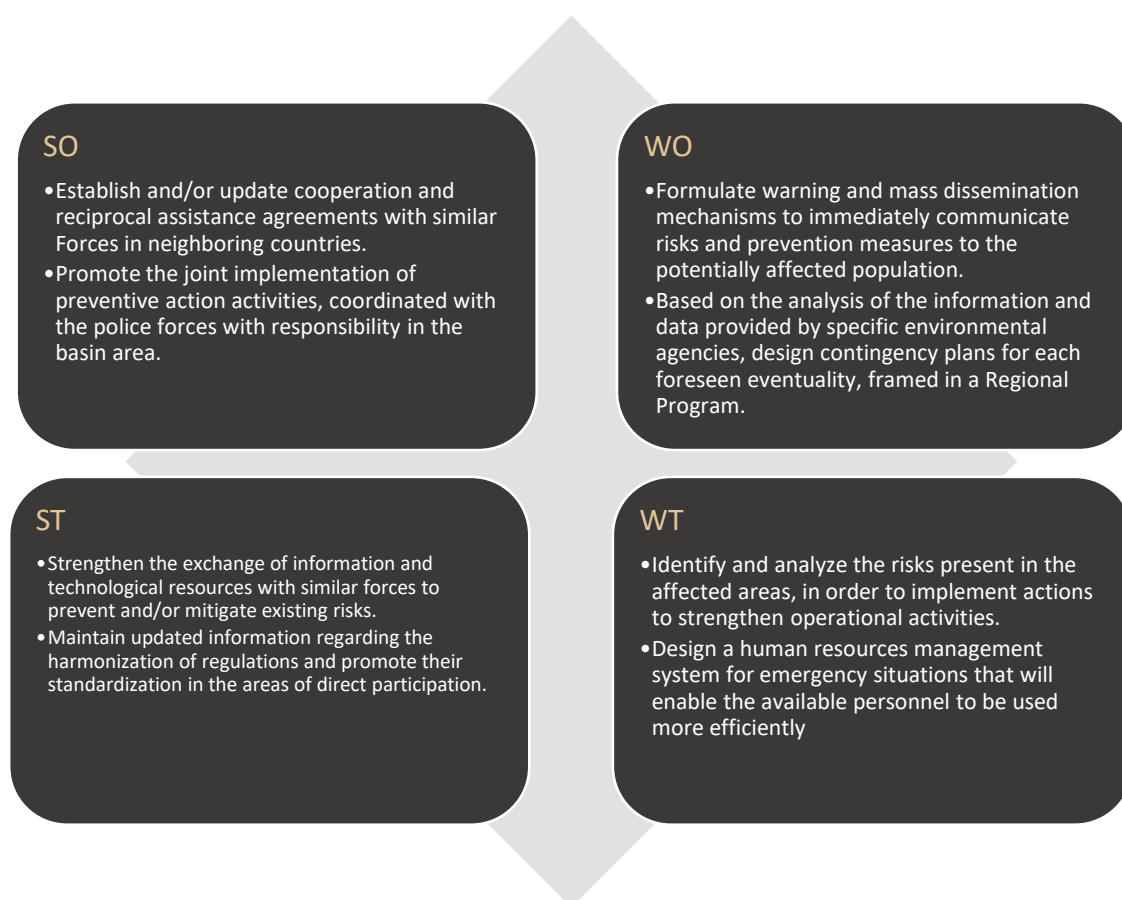 SO
•Establish and/or update cooperation and
reciprocal assistance agreements with similar
Forces in neighboring countries.
•Promote the joint implementation of
preventive action activities, coordinated with
the police forces with responsibility in the
basin area.
WO
•Formulate warning and mass dissemination
mechanisms to immediately communicate
risks and prevention measures to the
potentially affected population.
•Based on the analysis of the information and
data provided by specific environmental
agencies, design contingency plans for each
foreseen eventuality, framed in a Regional
Program.
ST
•Strengthen the exchange of information and
technological resources with similar forces to
prevent and/or mitigate existing risks.
•Maintain updated information regarding the
harmonization of regulations and promote their
standardization in the areas of direct participation.
WT
•Identify and analyze the risks present in the
affected areas, in order to implement actions
to strengthen operational activities.
•Design a human resources management
system for emergency situations that will
enable the available personnel to be used
more efficiently